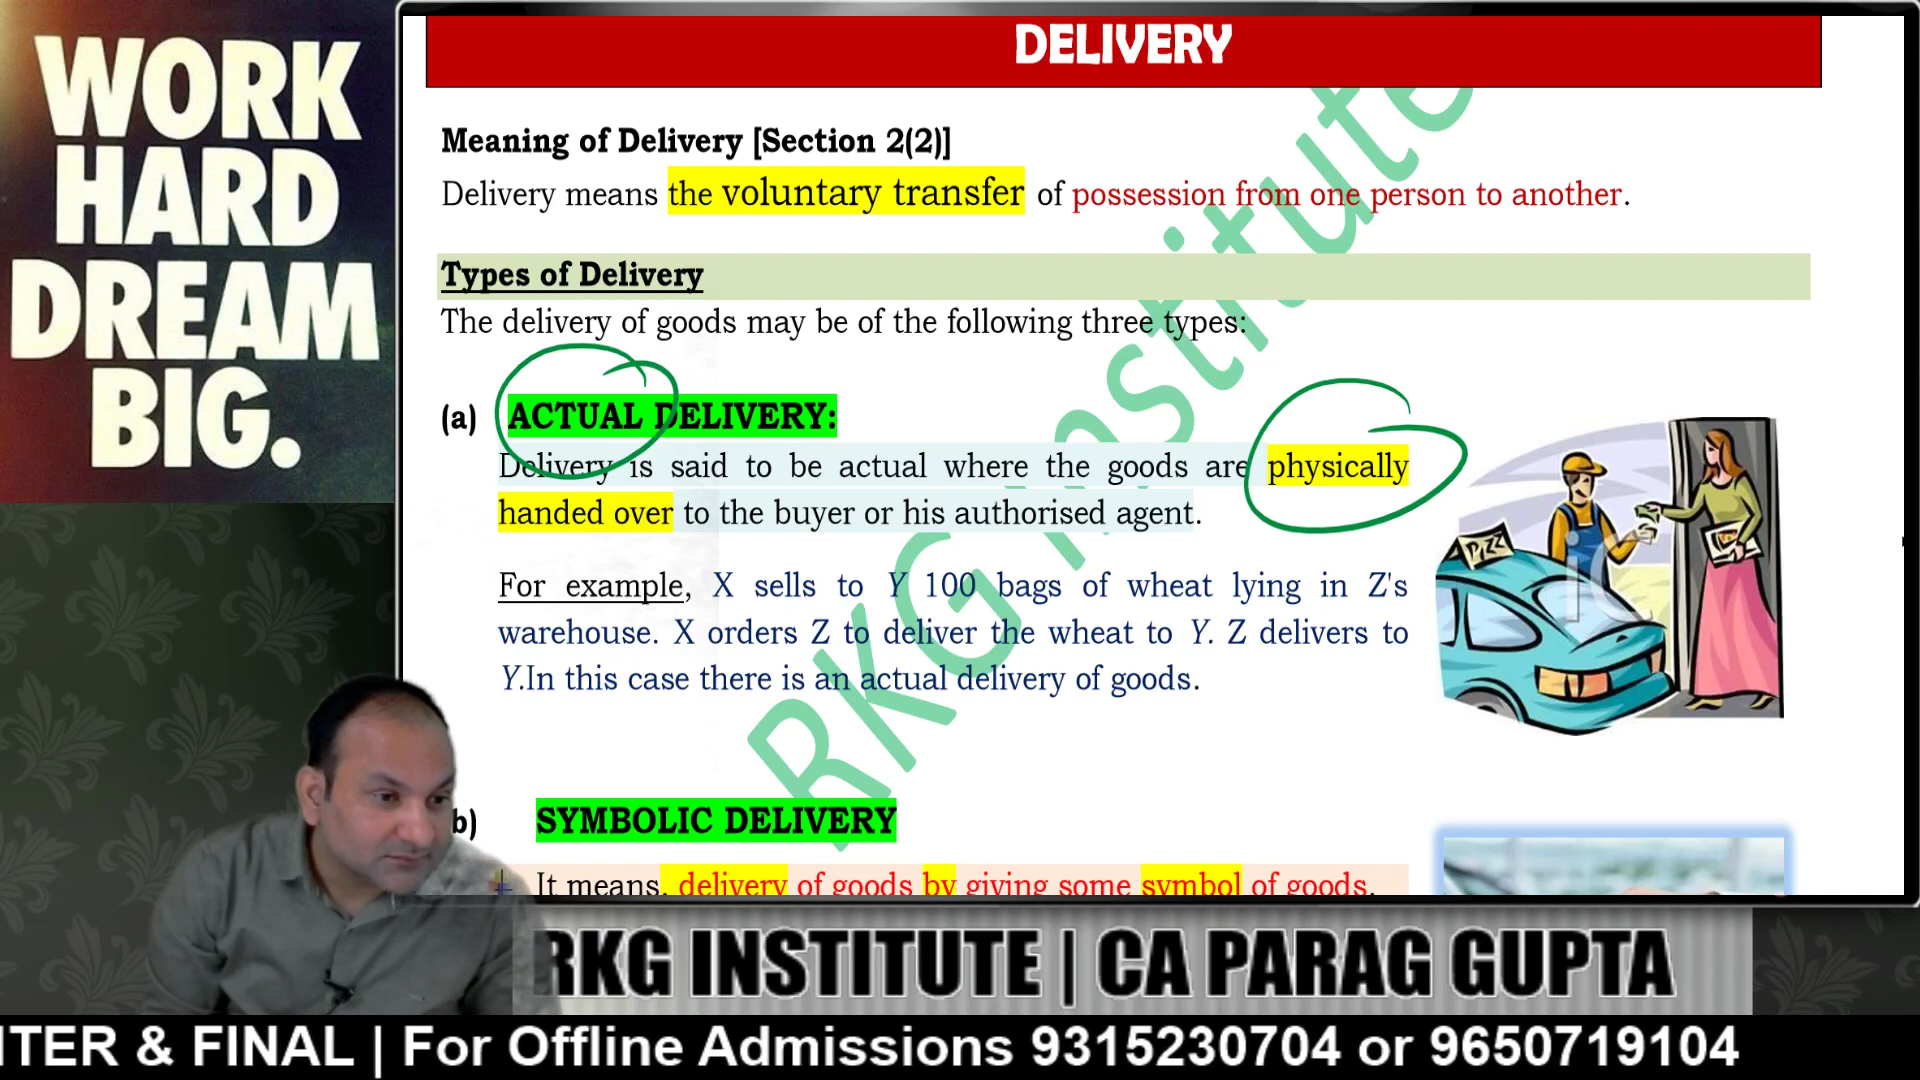 WORK
HARD
DREAM
BIG.
DELIVERY
Meaning of Delivery [Section 2(2)]
Delivery means the voluntary transfer of possession from one person to another.
Types of Delivery
The delivery of goods may be of the following three types:
(a) ACTUAL DELIVERY:
Delivery is said to be actual where the goods are physically
handed over to the buyer or his authorised agent.
For example, X sells to Y 100 bags of wheat lying in Z's
warehouse. X orders Z to deliver the wheat to Y. Z delivers to
Y.In this case there is an actual delivery of goods.
PIZZ
b) SYMBOLIC DELIVERY
It means, delivery of goods by giving some symbol of goods.
RKG Institute
RKG INSTITUTE | CA PARAG GUPTA
NTER & FINAL | For Offline Admissions 9315230704 or 9650719104